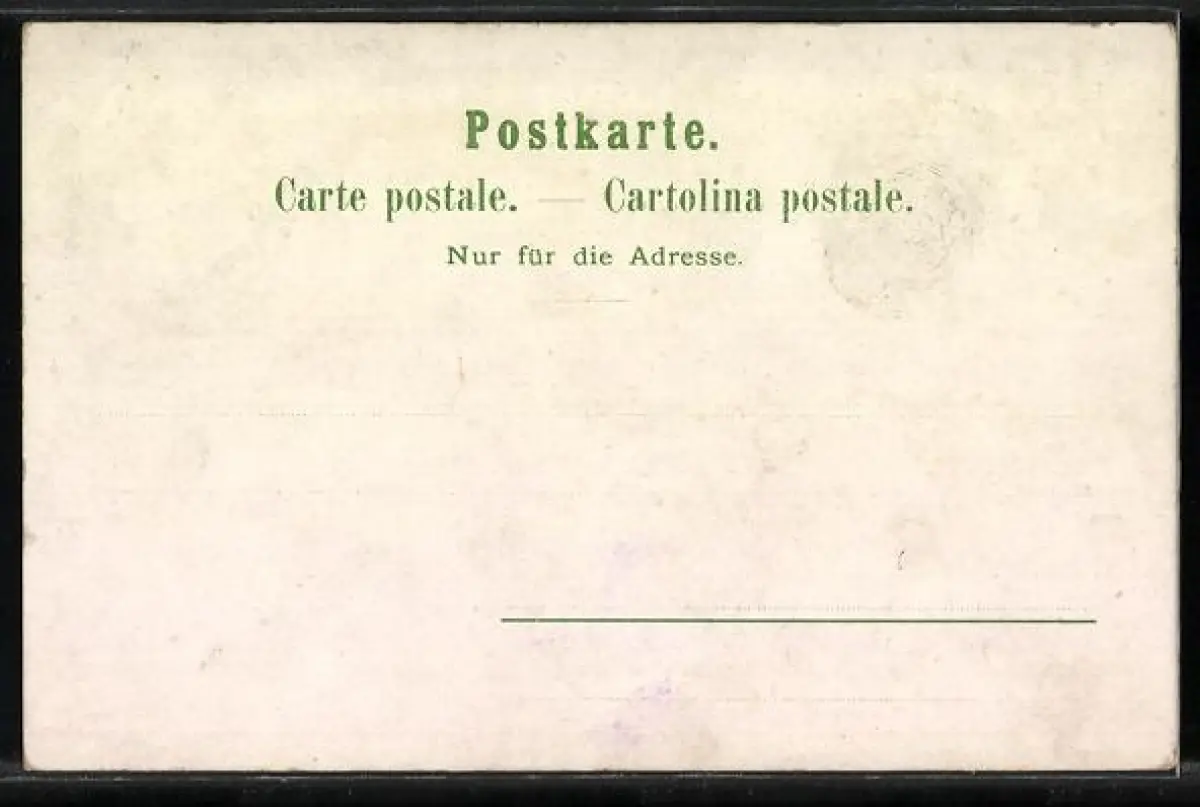 Postkarte.
Carte postale. — Cartolina postale.
Nur für die Adresse.